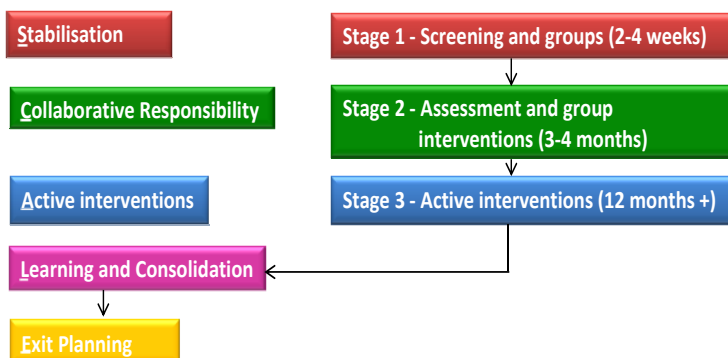 Stabilisation
Stage 1 - Screening and groups (2-4 weeks)
Collaborative Responsibility
Stage 2 - Assessment and group
interventions (3-4 months)
Active interventions
Stage 3 - Active interventions (12 months +)
Learning and Consolidation
Exit Planning